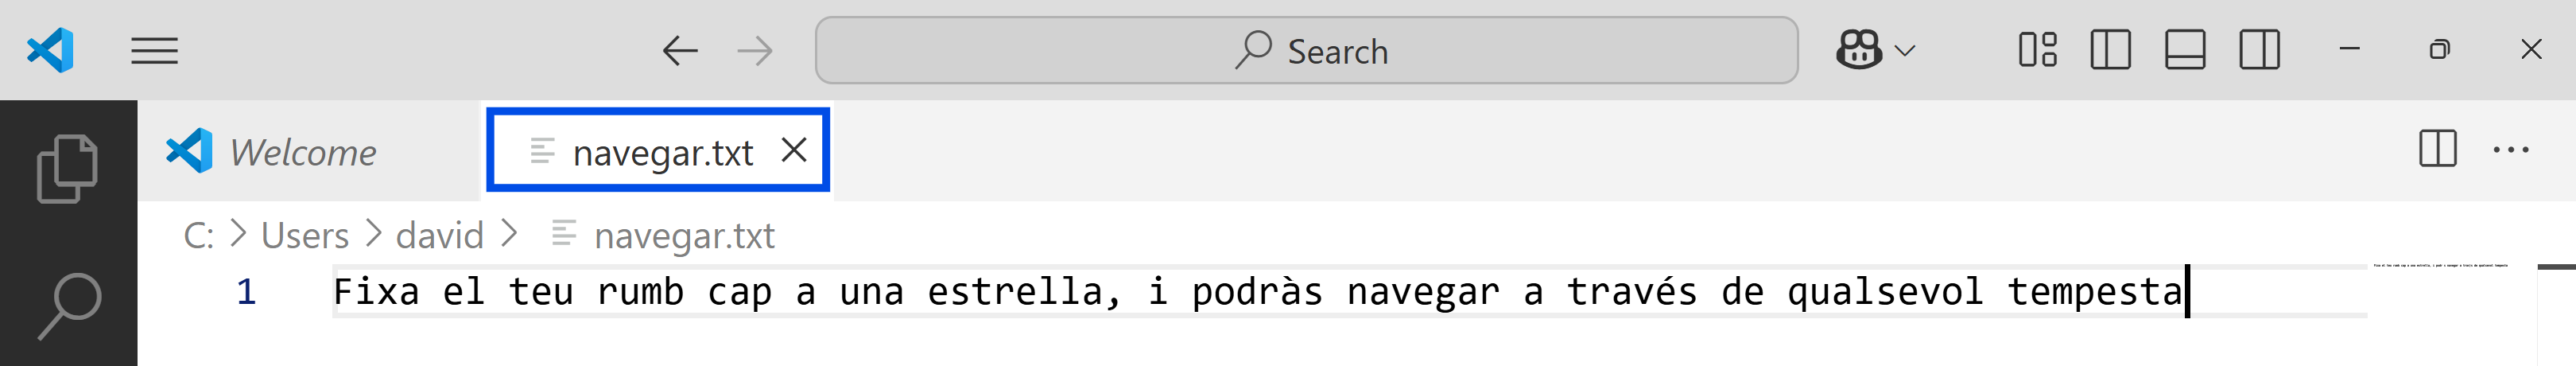 Search
Welcome
navegar.txt
C: > Users > david > navegar.txt
1 Fixa el teu rumb cap a una estrella, i podràs navegar a través de qualsevol tempesta